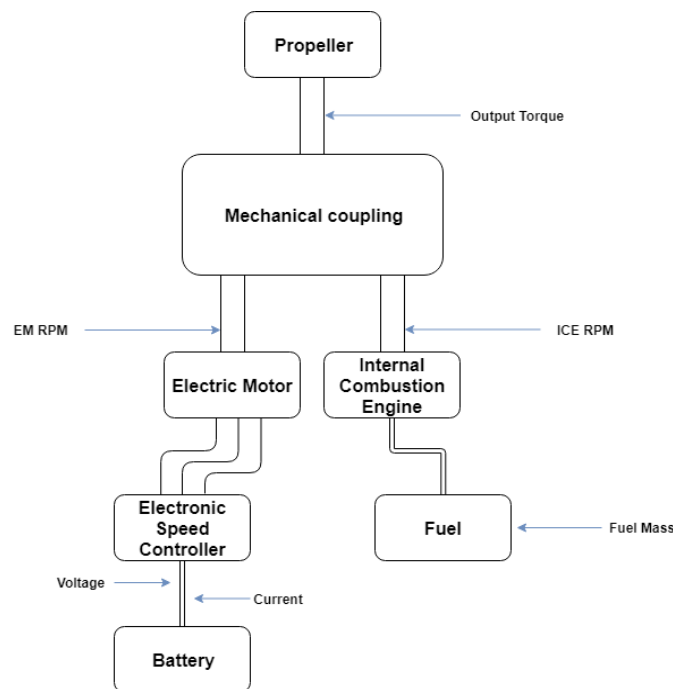 Propeller
Output Torque
Mechanical coupling
EM RPM
ICE RPM
Electric Motor
Internal
Combustion
Engine
Electronic
Speed
Controller
Fuel
Fuel Mass
Voltage
Current
Battery